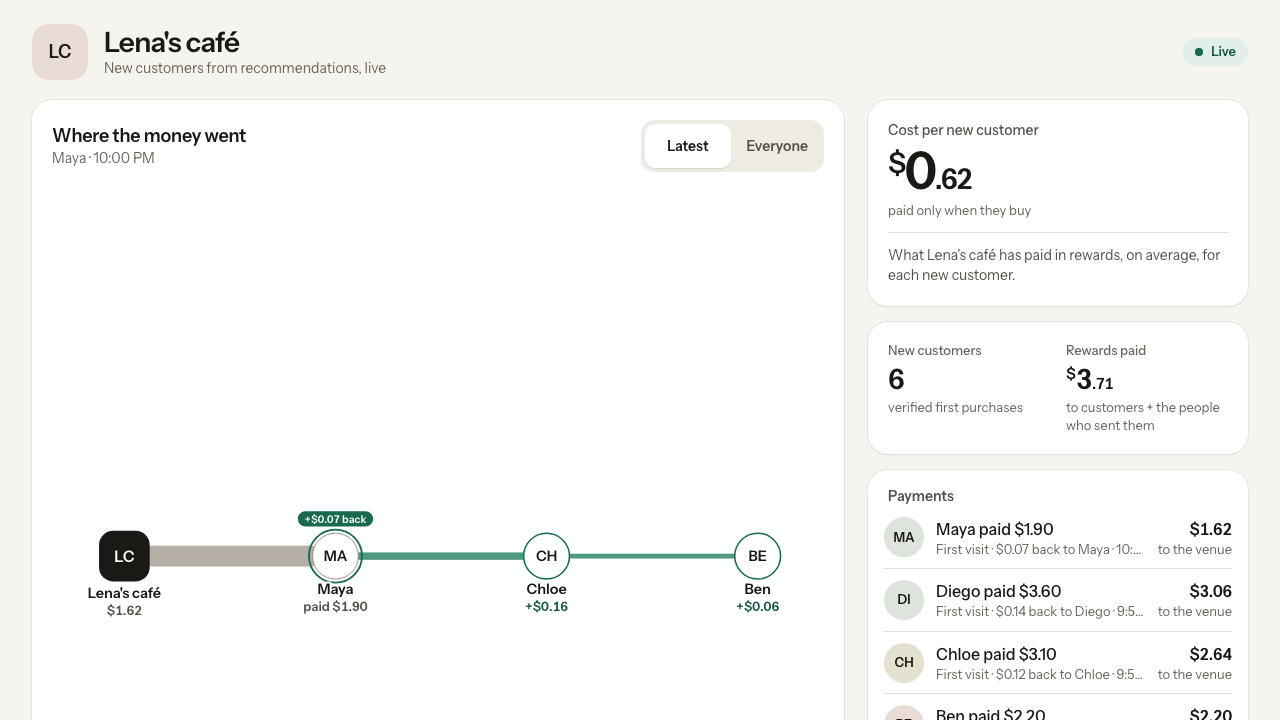 LC
Lena's café
New customers from recommendations, live
Live
Where the money went
Maya · 10:00 PM
Latest
Everyone
+$0.07 back
LC
MA
CH
BE
Lena's café
$1.62
Maya
paid $1.90
Chloe
+$0.16
Ben
+$0.06
Cost per new customer
$0.62
paid only when they buy
What Lena's café has paid in rewards, on average, for
each new customer.
New customers
6
verified first purchases
Rewards paid
$3.71
to customers + the people
who sent them
Payments
MA
Maya paid $1.90
$1.62
First visit · $0.07 back to Maya · 10:...
to the venue
DI
Diego paid $3.60
$3.06
First visit · $0.14 back to Diego · 9:5...
to the venue
CH
Chloe paid $3.10
$2.64
First visit · $0.12 back to Chloe · 9:5...
to the venue
Ben paid $2.20
$2.20